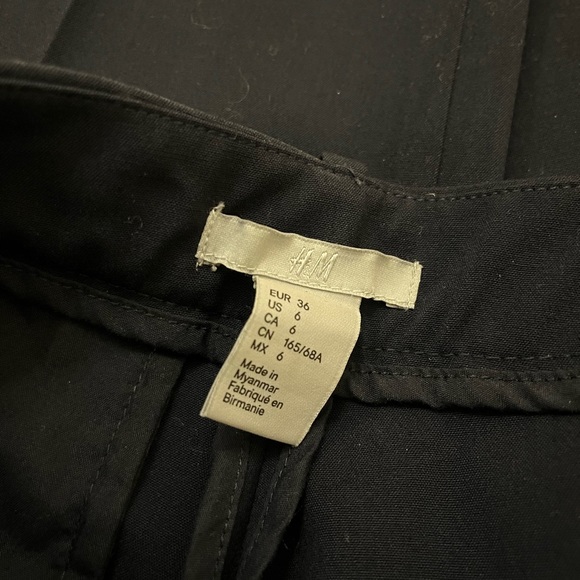 H&M
EUR 36
US 6
CA 6
CN 165/68A
MX 6
Made in
Myanmar
Fabriqué en
Birmanie